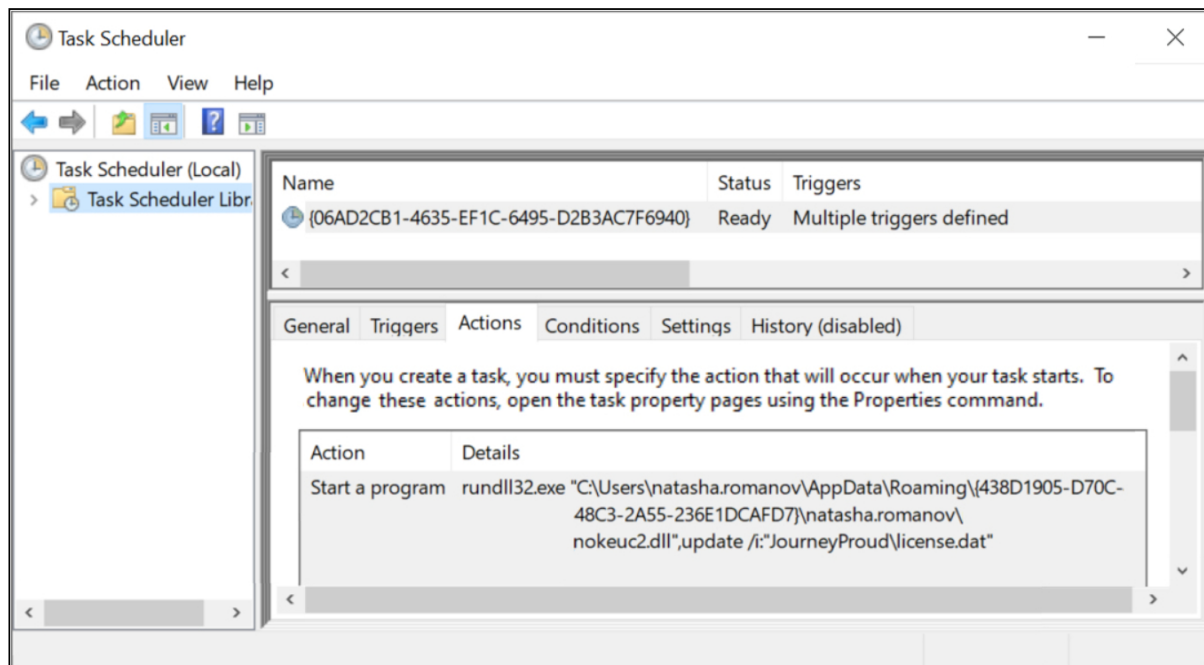 Task Scheduler
File Action View Help
Task Scheduler (Local)
Task Scheduler Libr
Name Status Triggers
{06AD2CB1-4635-EF1C-6495-D2B3AC7F6940} Ready Multiple triggers defined
General Triggers Actions Conditions Settings History (disabled)
When you create a task, you must specify the action that will occur when your task starts. To
change these actions, open the task property pages using the Properties command.
Action Details
Start a program rundll32.exe "C:\Users\natasha.romanov\AppData\Roaming\{438D1905-D70C-
48C3-2A55-236E1DCAFD7}\natasha.romanov\
nokeuc2.dll",update /i:"JourneyProud\license.dat"